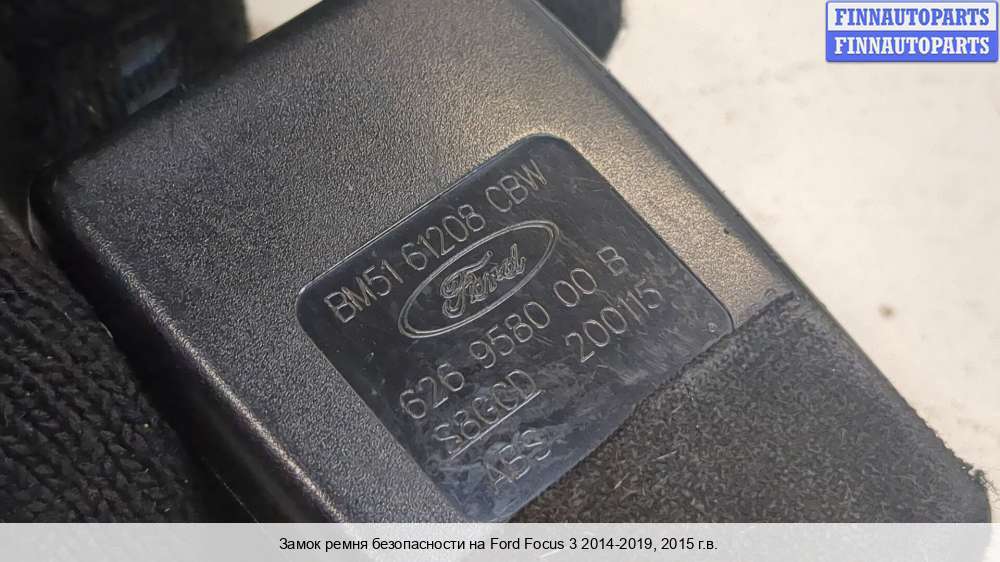 FINNAUTOPARTS
FINNAUTOPARTS
BM51 61208 CBW
Ford
626 9580 00 B
S8GCD 200115
ABS
Замок ремня безопасности на Ford Focus 3 2014-2019, 2015 г.в.